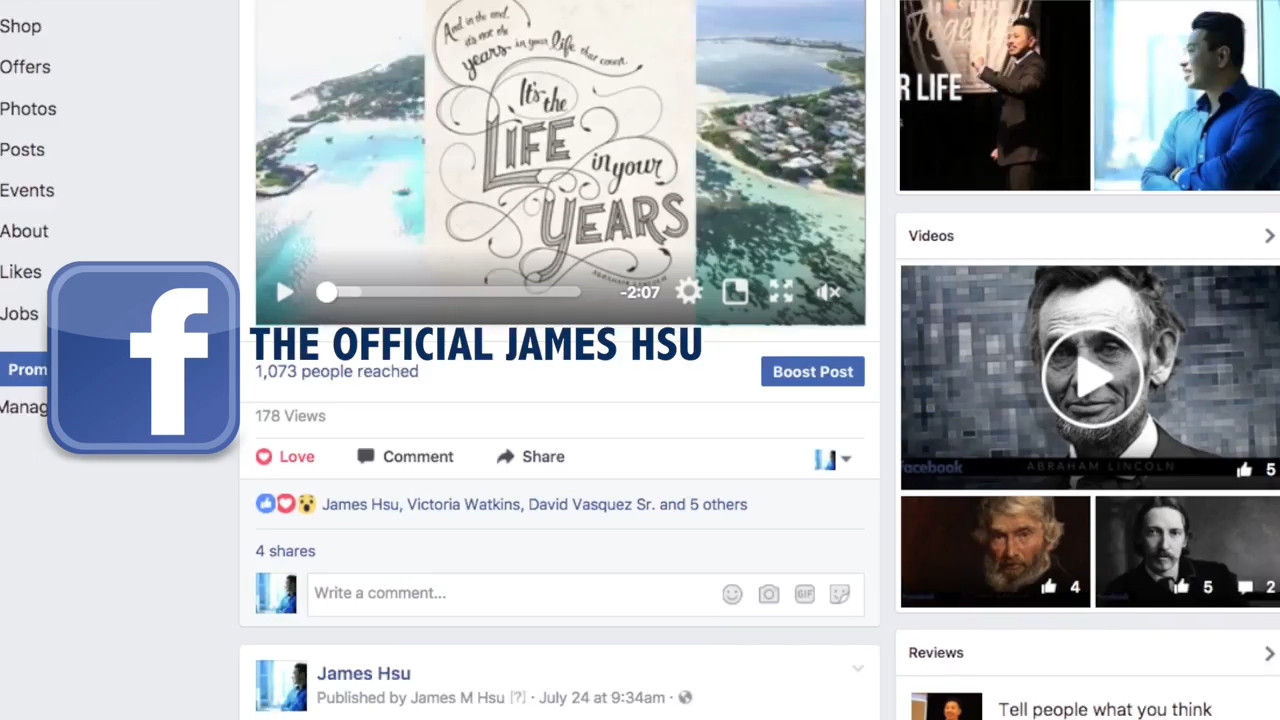 Shop
Offers
Photos
Posts
Events
About
Likes
Jobs
Prom
Manag
And in the end,
it's not the
years in your life that count.
It's the
LIFE
in your
YEARS
ABRAHAM LINCOLN
-2:07
f
THE OFFICIAL JAMES HSU
1,073 people reached
Boost Post
178 Views
Love
Comment
Share
James Hsu, Victoria Watkins, David Vasquez Sr. and 5 others
4 shares
Write a comment...
GIF
James Hsu
Published by James M Hsu [?] · July 24 at 9:34am ·
Together
R LIFE
Videos
facebook
ABRAHAM LINCOLN
5
4
5
2
Reviews
Tell people what you think